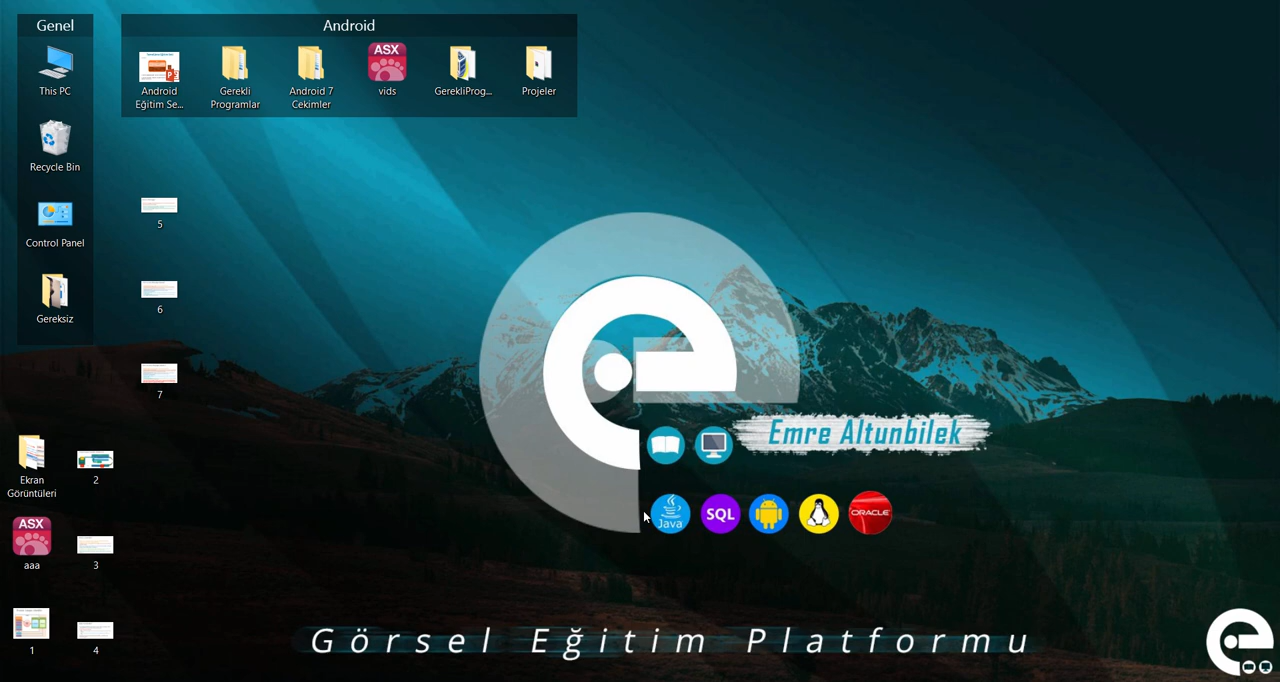 Genel
This PC
Recycle Bin
Control Panel
Gereksiz
Android
Android
Eğitim Se...
Gerekli
Programlar
Android 7
Cekimler
ASX
vids
GerekliProg...
Projeler
5
6
7
Ekran
Görüntüleri
2
ASX
aaa
3
1
4
Emre Altunbilek
Java
SQL
ORACLE
Görsel Eğitim Platformu